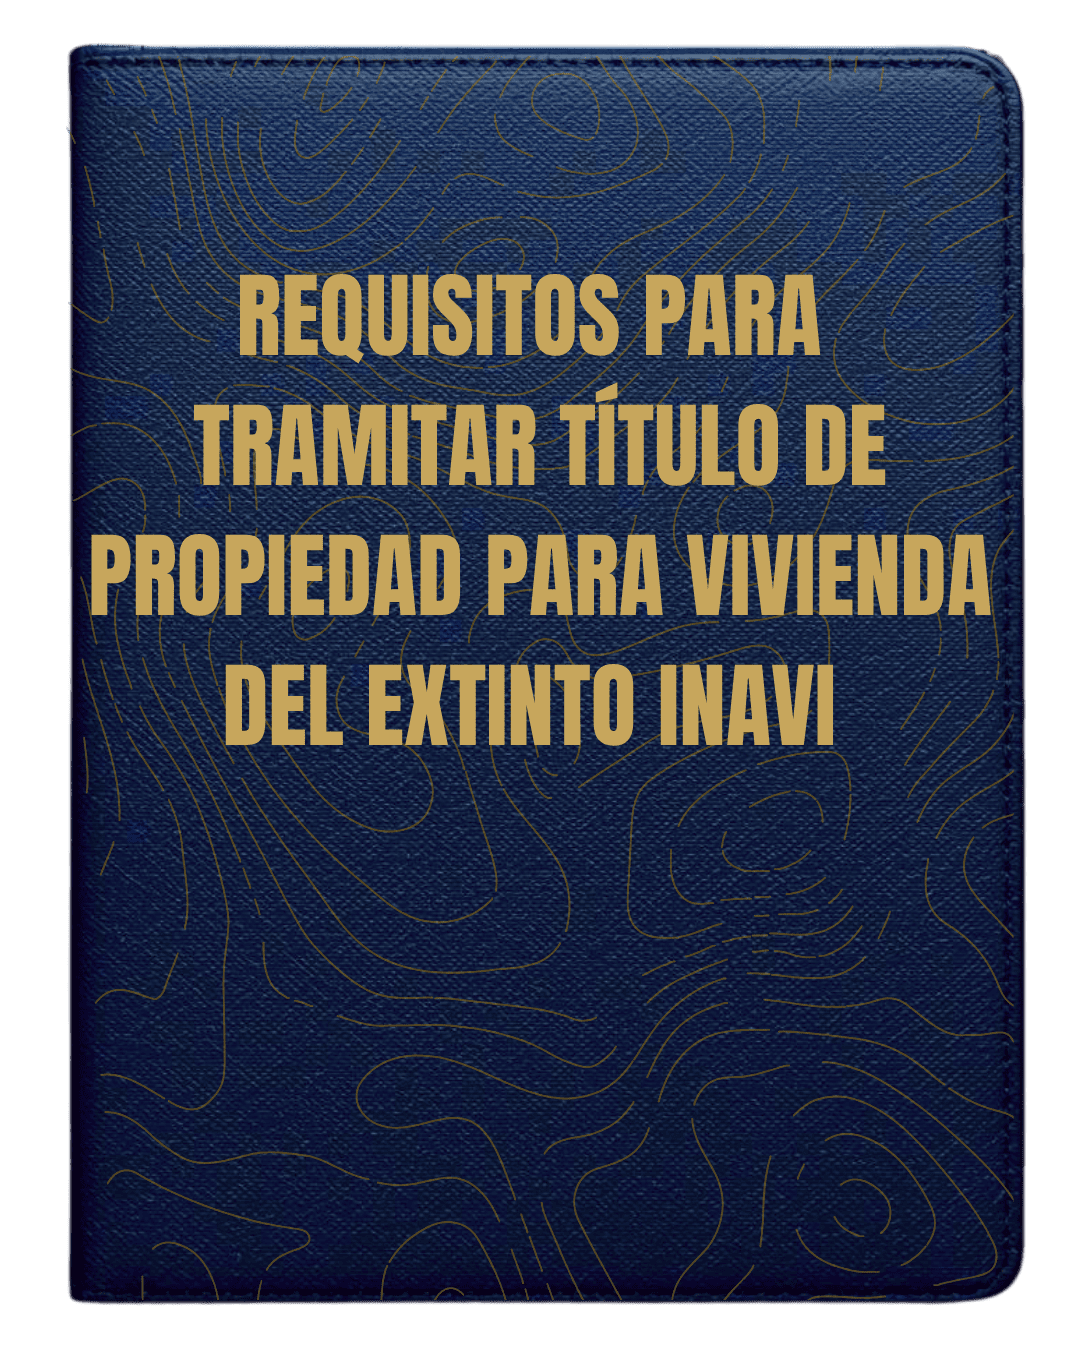 REQUISITOS PARA
TRAMITAR TÍTULO DE
PROPIEDAD PARA VIVIENDA
DEL EXTINTO INAVI